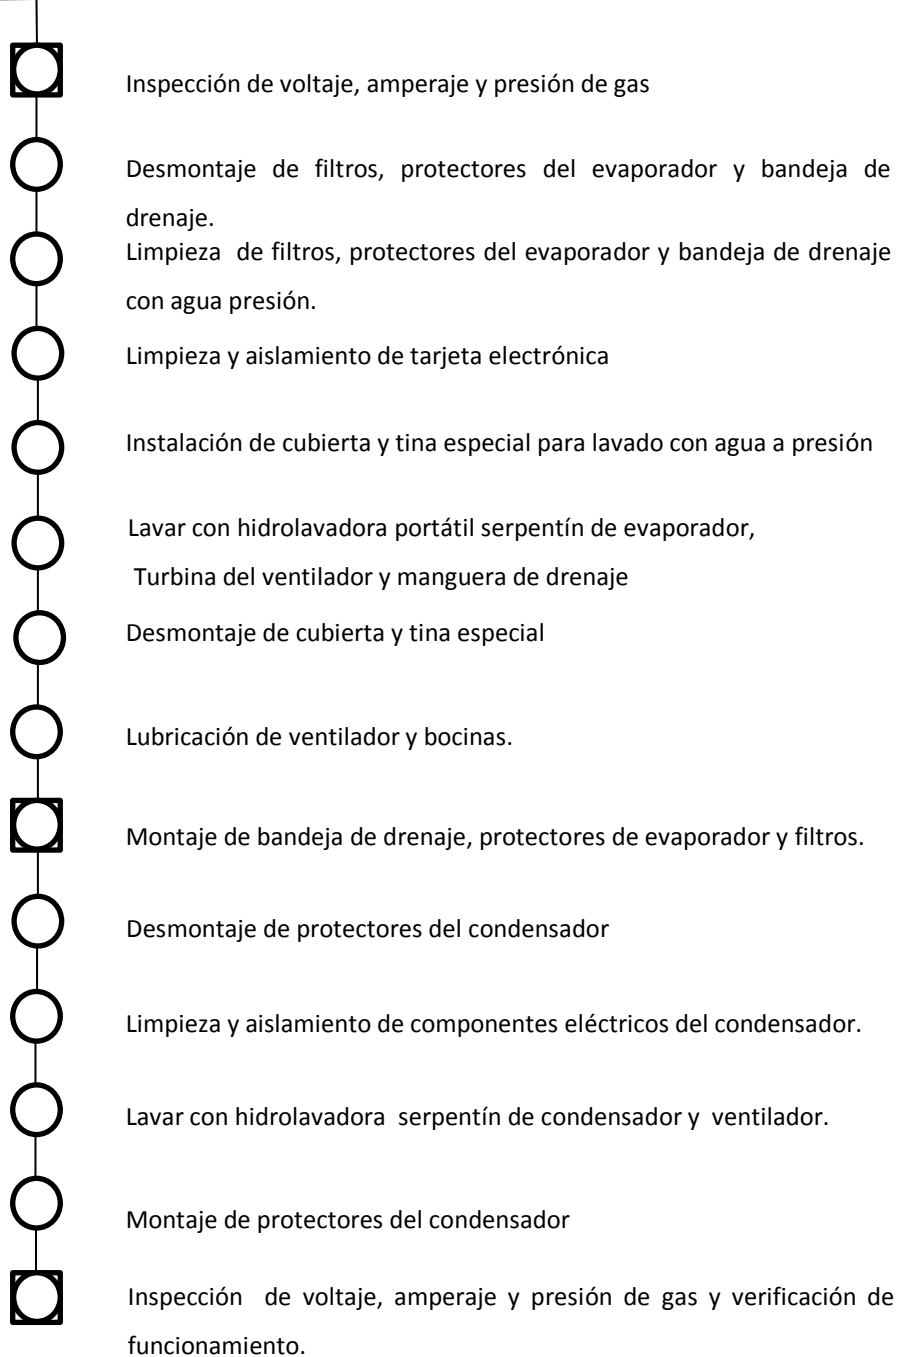 Inspección de voltaje, amperaje y presión de gas
Desmontaje de filtros, protectores del evaporador y bandeja de
drenaje.
Limpieza de filtros, protectores del evaporador y bandeja de drenaje
con agua presión.
Limpieza y aislamiento de tarjeta electrónica
Instalación de cubierta y tina especial para lavado con agua a presión
Lavar con hidrolavadora portátil serpentín de evaporador,
Turbina del ventilador y manguera de drenaje
Desmontaje de cubierta y tina especial
Lubricación de ventilador y bocinas.
Montaje de bandeja de drenaje, protectores de evaporador y filtros.
Desmontaje de protectores del condensador
Limpieza y aislamiento de componentes eléctricos del condensador.
Lavar con hidrolavadora serpentín de condensador y ventilador.
Montaje de protectores del condensador
Inspección de voltaje, amperaje y presión de gas y verificación de
funcionamiento.